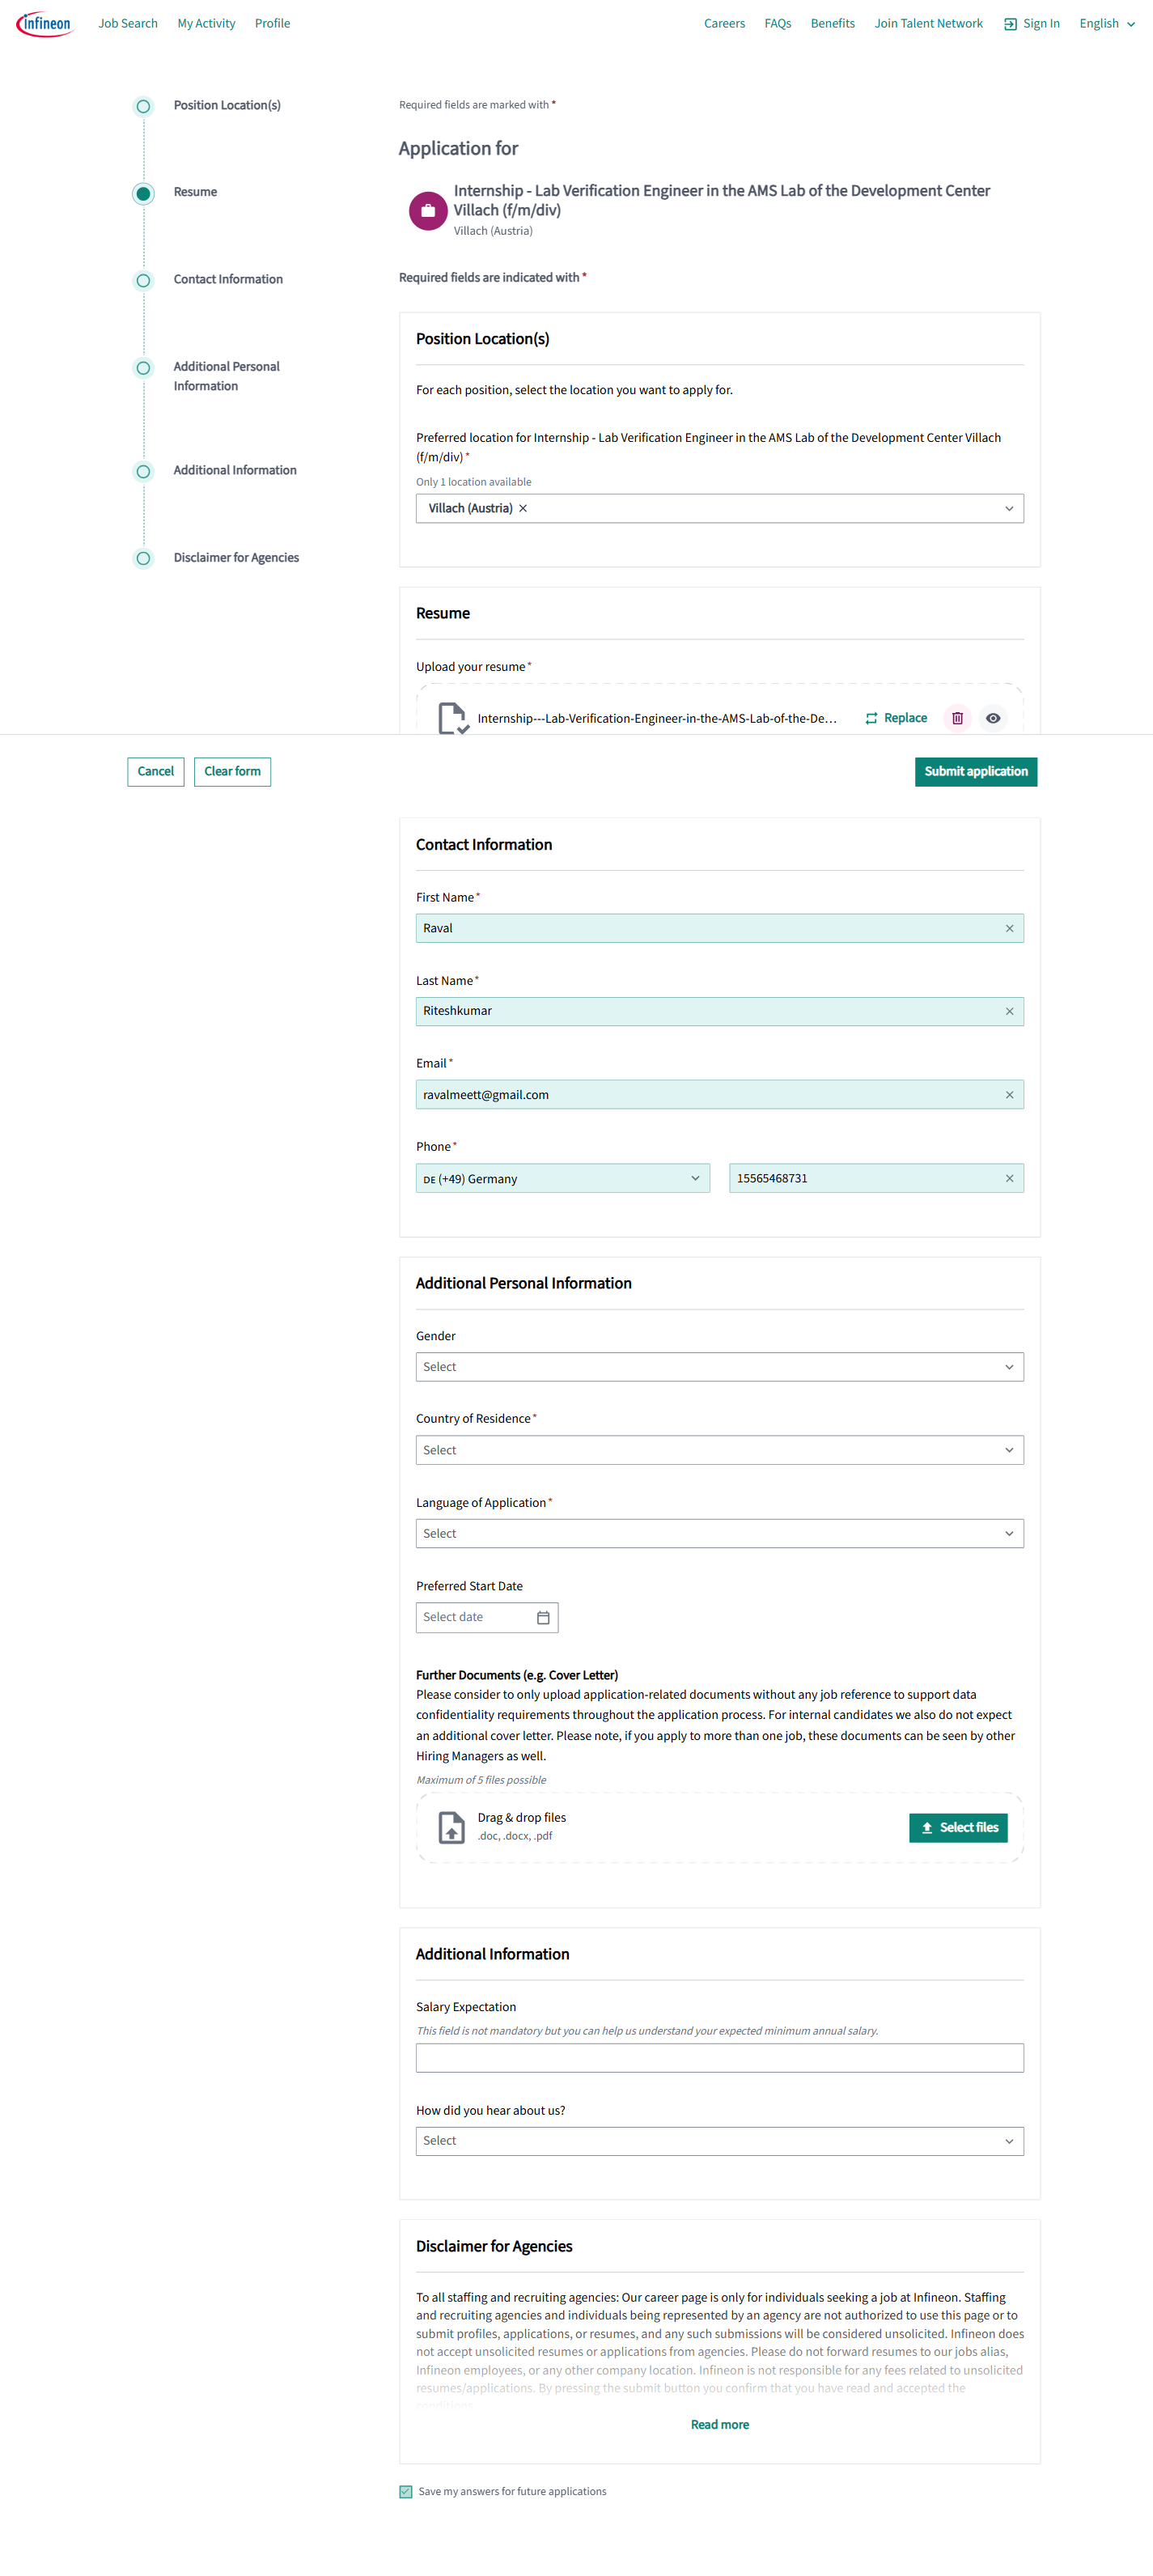 infineon
Job Search
My Activity
Profile
Careers
FAQs
Benefits
Join Talent Network
Sign In
English
Position Location(s)
Resume
Contact Information
Additional Personal
Information
Additional Information
Disclaimer for Agencies
Required fields are marked with *
Application for
Internship - Lab Verification Engineer in the AMS Lab of the Development Center
Villach (f/m/div)
Villach (Austria)
Required fields are indicated with *
Position Location(s)
For each position, select the location you want to apply for.
Preferred location for Internship - Lab Verification Engineer in the AMS Lab of the Development Center Villach
(f/m/div) *
Only 1 location available
Villach (Austria)
Resume
Upload your resume *
Internship---Lab-Verification-Engineer-in-the-AMS-Lab-of-the-De...
Replace
Cancel
Clear form
Submit application
Contact Information
First Name *
Raval
Last Name *
Riteshkumar
Email *
ravalmeett@gmail.com
Phone *
DE (+49) Germany
15565468731
Additional Personal Information
Gender
Select
Country of Residence *
Select
Language of Application *
Select
Preferred Start Date
Select date
Further Documents (e.g. Cover Letter)
Please consider to only upload application-related documents without any job reference to support data
confidentiality requirements throughout the application process. For internal candidates we also do not expect
an additional cover letter. Please note, if you apply to more than one job, these documents can be seen by other
Hiring Managers as well.
Maximum of 5 files possible
Drag & drop files
.doc, .docx, .pdf
Select files
Additional Information
Salary Expectation
This field is not mandatory but you can help us understand your expected minimum annual salary.
How did you hear about us?
Select
Disclaimer for Agencies
To all staffing and recruiting agencies: Our career page is only for individuals seeking a job at Infineon. Staffing
and recruiting agencies and individuals being represented by an agency are not authorized to use this page or to
submit profiles, applications, or resumes, and any such submissions will be considered unsolicited. Infineon does
not accept unsolicited resumes or applications from agencies. Please do not forward resumes to our jobs alias,
Infineon employees, or any other company location. Infineon is not responsible for any fees related to unsolicited
resumes/applications. By pressing the submit button you confirm that you have read and accepted the
conditions.
Read more
Save my answers for future applications